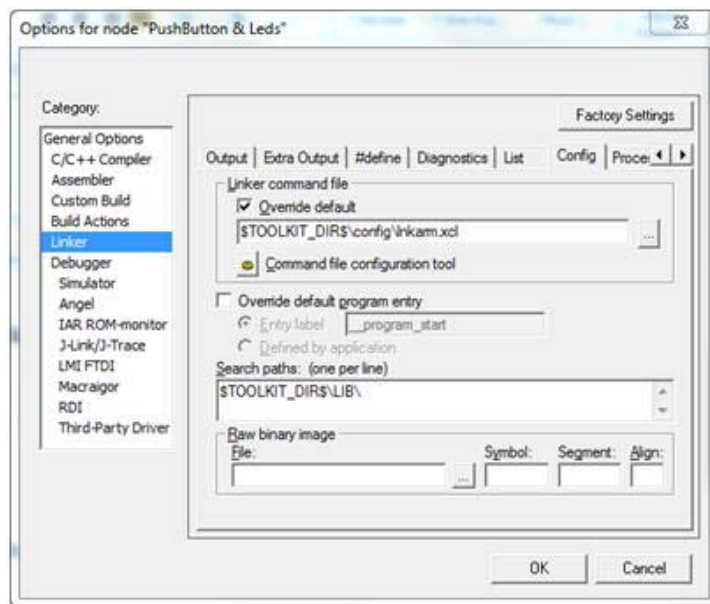 Options for node "PushButton & Leds"
Category:
Factory Settings
General Options
C/C++ Compiler
Assembler
Custom Build
Build Actions
Linker
Debugger
Simulator
Angel
IAR ROM-monitor
J-Link/J-Trace
LMI FTDI
Macraigor
RDI
Third-Party Driver
Output Extra Output #define Diagnostics List Config Proce
Linker command file
Override default
$TOOLKIT_DIR$\config\lnkarm.xcl
...
Command file configuration tool
Override default program entry
Entry label __program_start
Defined by application
Search paths: (one per line)
$TOOLKIT_DIR$\LIB\
Raw binary image
File: Symbol: Segment: Align:
...
OK Cancel